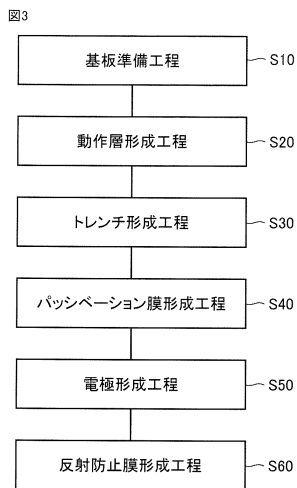 図3
基板準備工程 S10
動作層形成工程 S20
トレンチ形成工程 S30
パッシベーション膜形成工程 S40
電極形成工程 S50
反射防止膜形成工程 S60